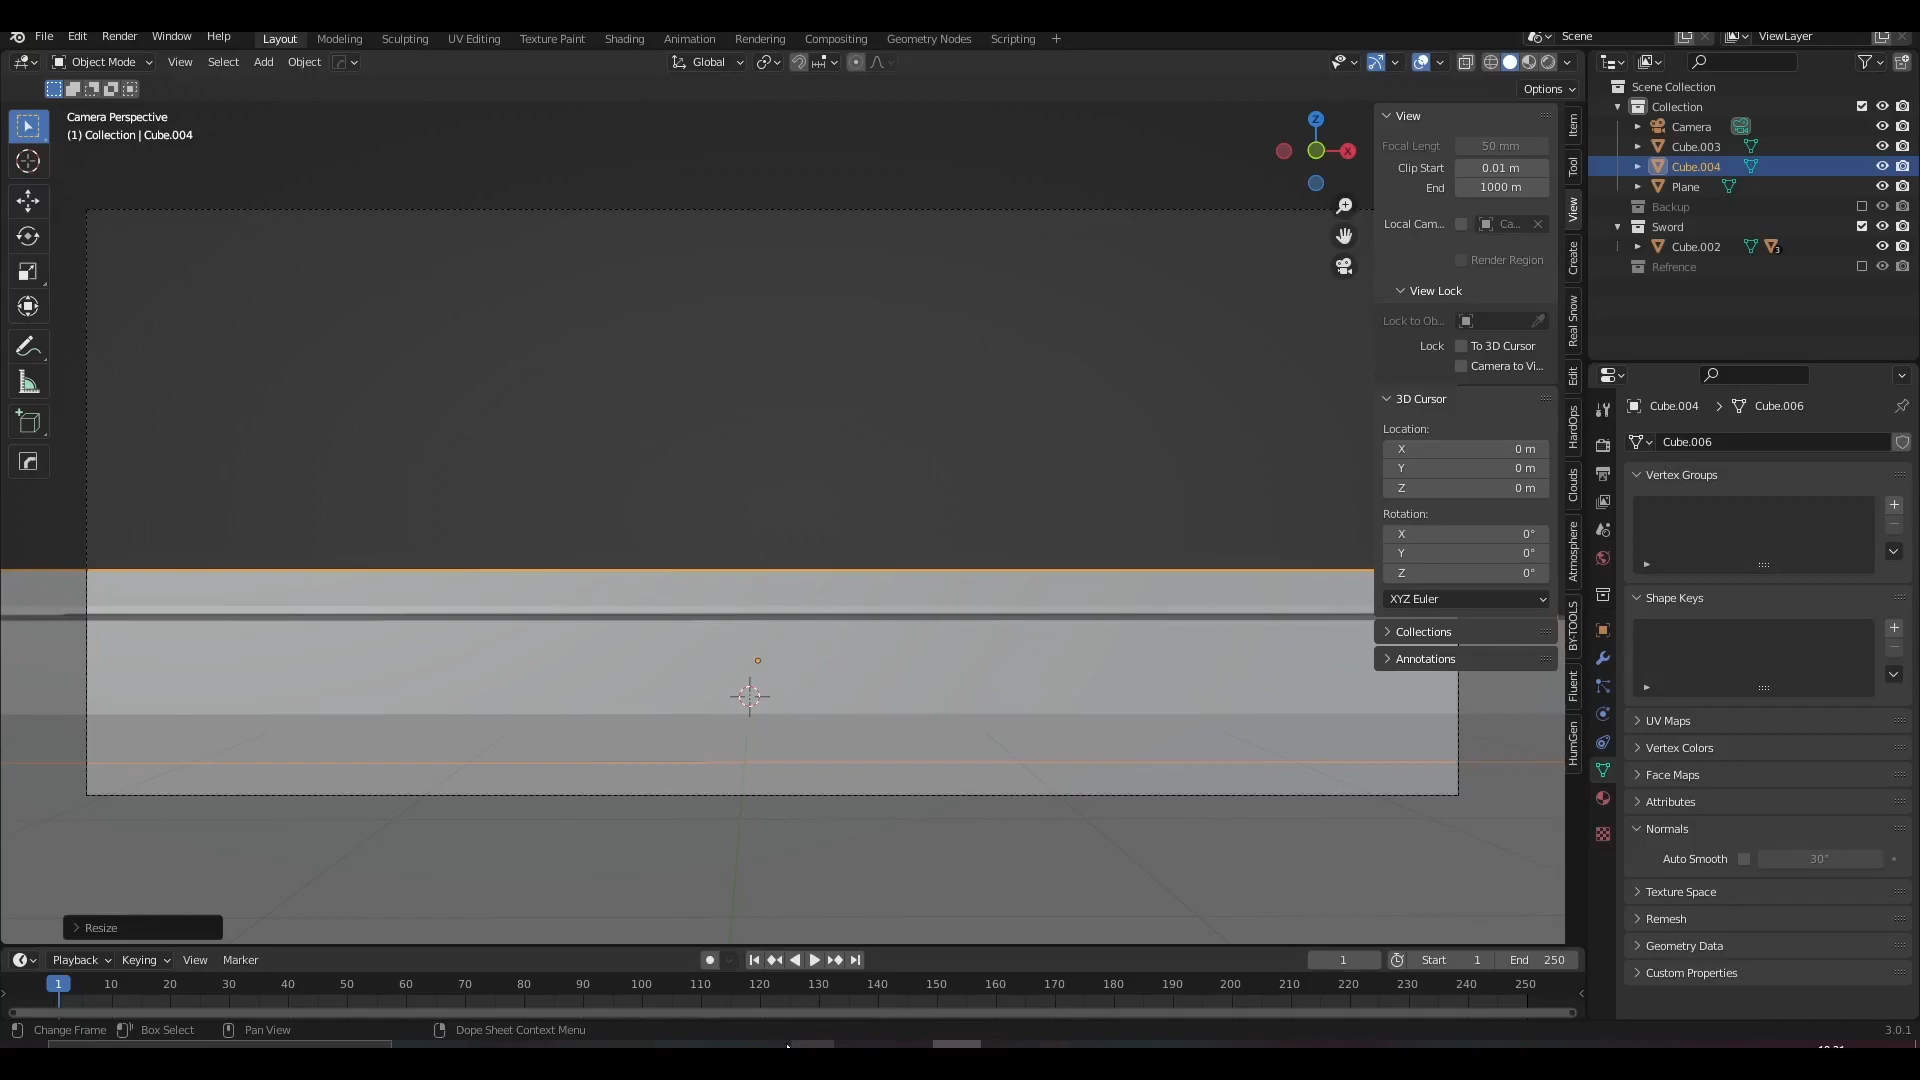 File Edit Render Window Help Layout Modeling Sculpting UV Editing Texture Paint Shading Animation Rendering Compositing Geometry Nodes Scripting + Scene ViewLayer
Object Mode View Select Add Object Global
Options
Camera Perspective
(1) Collection | Cube.004
Z
X
View
Focal Lengt 50 mm
Clip Start 0.01 m
End 1000 m
Local Cam... Ca...
Render Region
View Lock
Lock to Ob...
Lock To 3D Cursor
Camera to Vi...
3D Cursor
Location:
X 0 m
Y 0 m
Z 0 m
Rotation:
X 0°
Y 0°
Z 0°
XYZ Euler
Collections
Annotations
Item
Tool
View
Create
Real Snow
Edit
HardOps
Clouds
Atmosphere
BY-TOOLS
Fluent
HumGen
Scene Collection
Collection
Camera
Cube.003
Cube.004
Plane
Backup
Sword
Cube.002 3
Refrence
Cube.004 Cube.006
Cube.006
Vertex Groups
Shape Keys
UV Maps
Vertex Colors
Face Maps
Attributes
Normals
Auto Smooth 30°
Texture Space
Remesh
Geometry Data
Custom Properties
Resize
Playback Keying View Marker 1 Start 1 End 250
1 10 20 30 40 50 60 70 80 90 100 110 120 130 140 150 160 170 180 190 200 210 220 230 240 250
Change Frame Box Select Pan View Dope Sheet Context Menu 3.0.1